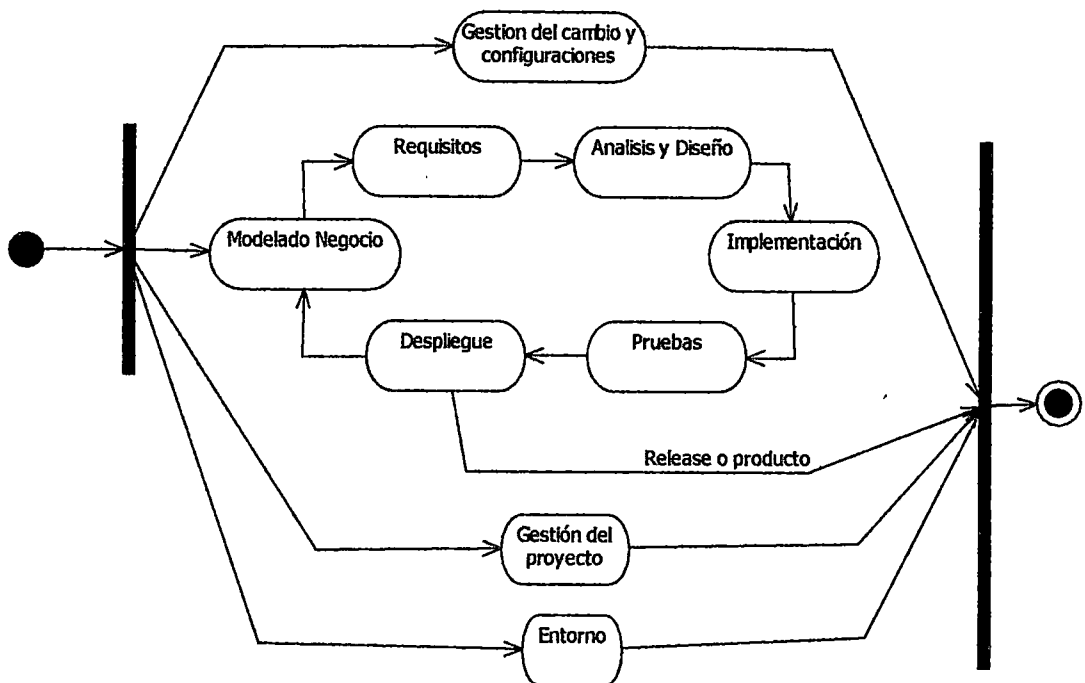 Gestion del cambio y
configuraciones
Requisitos
Analisis y Diseño
Modelado Negocio
Implementación
Despliegue
Pruebas
Release o producto
Gestión del
proyecto
Entorno